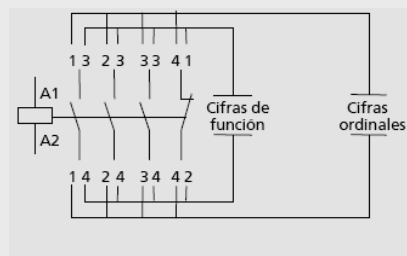 13 23 33 41
A1
Cifras de
función
Cifras
ordinales
A2
14 24 34 42